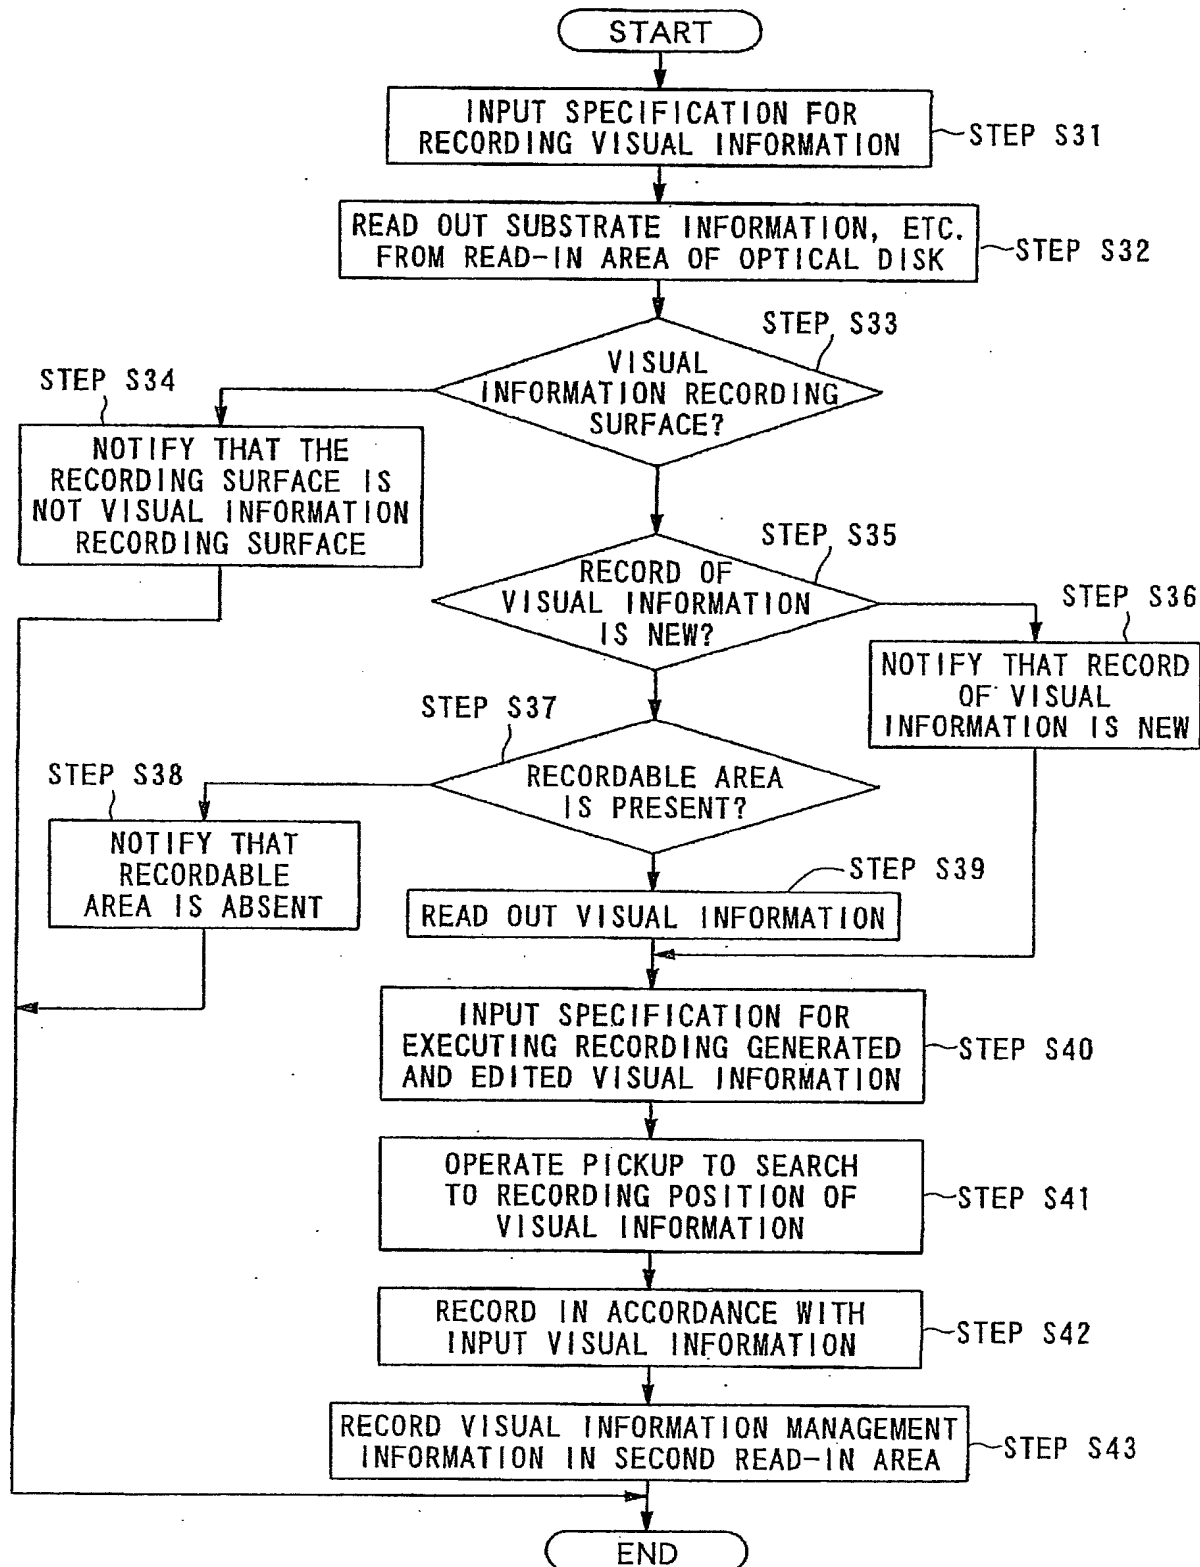 START
INPUT SPECIFICATION FOR
RECORDING VISUAL INFORMATION
STEP S31
READ OUT SUBSTRATE INFORMATION, ETC.
FROM READ-IN AREA OF OPTICAL DISK
STEP S32
STEP S33
VISUAL
INFORMATION RECORDING
SURFACE?
STEP S34
NOTIFY THAT THE
RECORDING SURFACE IS
NOT VISUAL INFORMATION
RECORDING SURFACE
STEP S35
RECORD OF
VISUAL INFORMATION
IS NEW?
STEP S36
NOTIFY THAT RECORD
OF VISUAL
INFORMATION IS NEW
STEP S37
RECORDABLE AREA
IS PRESENT?
STEP S38
NOTIFY THAT
RECORDABLE
AREA IS ABSENT
STEP S39
READ OUT VISUAL INFORMATION
INPUT SPECIFICATION FOR
EXECUTING RECORDING GENERATED
AND EDITED VISUAL INFORMATION
STEP S40
OPERATE PICKUP TO SEARCH
TO RECORDING POSITION OF
VISUAL INFORMATION
STEP S41
RECORD IN ACCORDANCE WITH
INPUT VISUAL INFORMATION
STEP S42
RECORD VISUAL INFORMATION MANAGEMENT
INFORMATION IN SECOND READ-IN AREA
STEP S43
END